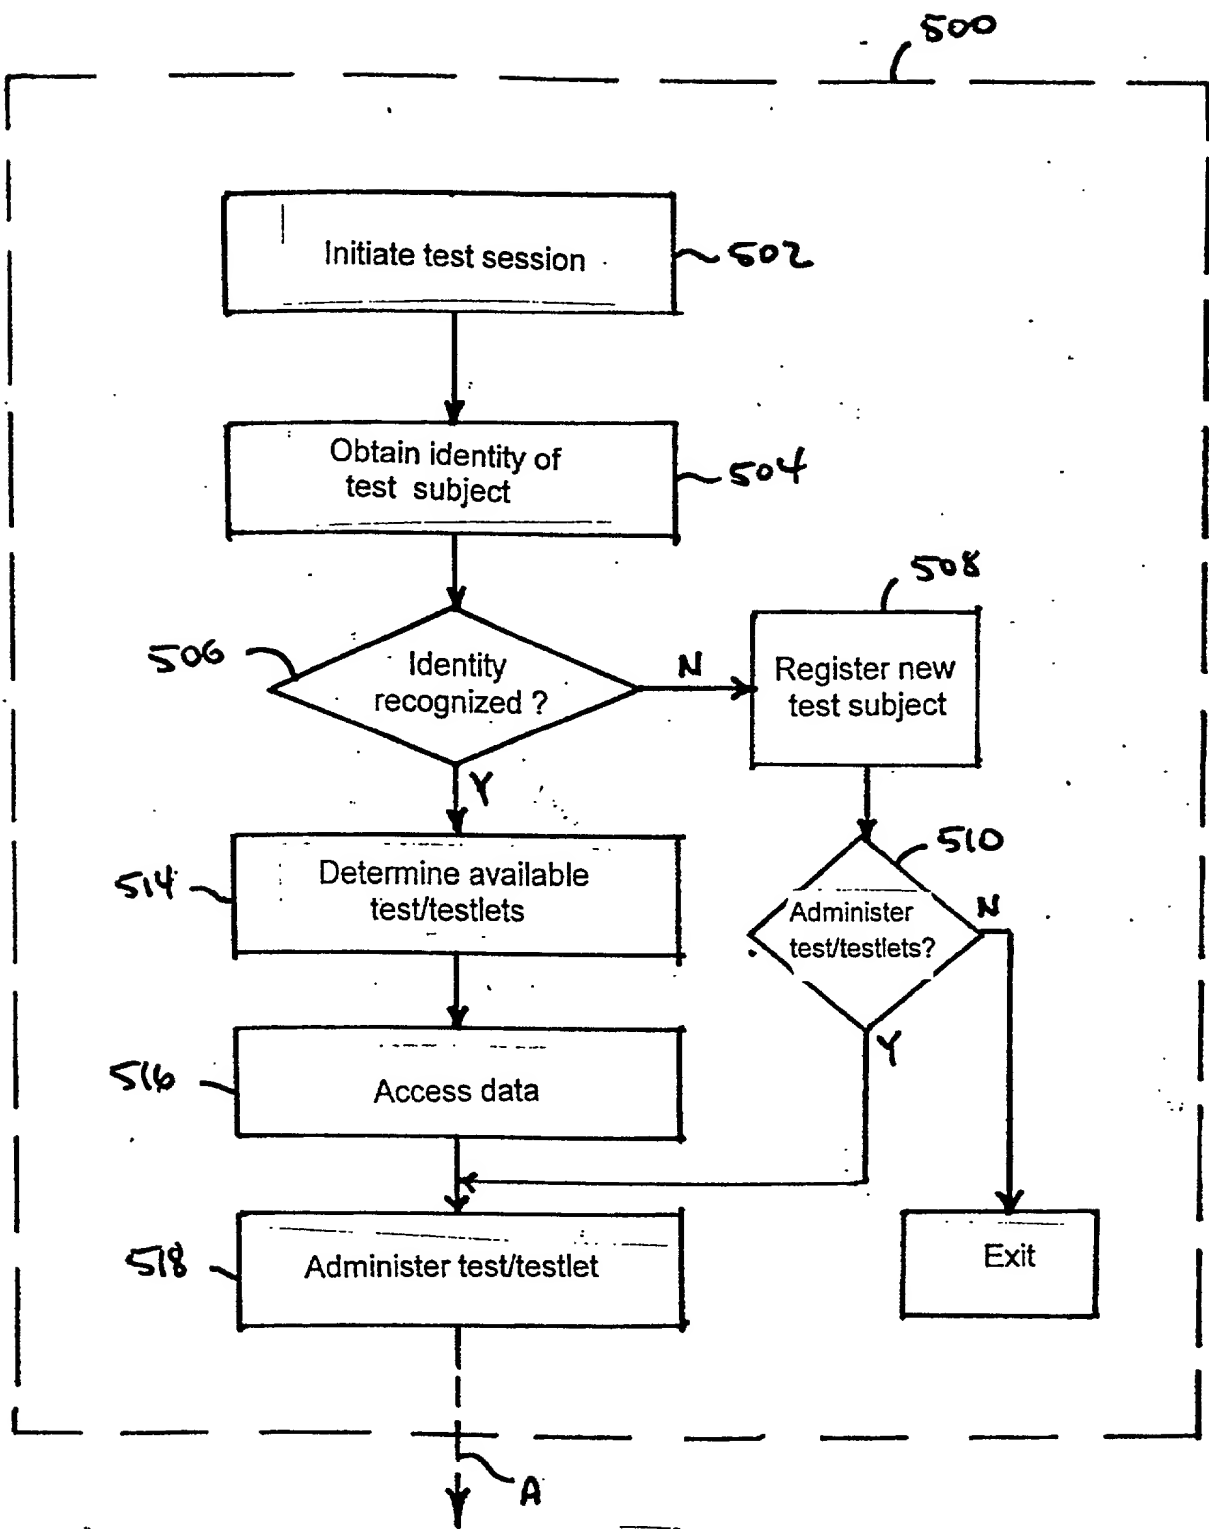 500
Initiate test session
502
Obtain identity of
test subject
504
508
506
Identity
recognized ?
N
Register new
test subject
Y
510
514
Determine available
test/testlets
Administer
test/testlets?
N
516
Access data
Y
518
Administer test/testlet
Exit
A